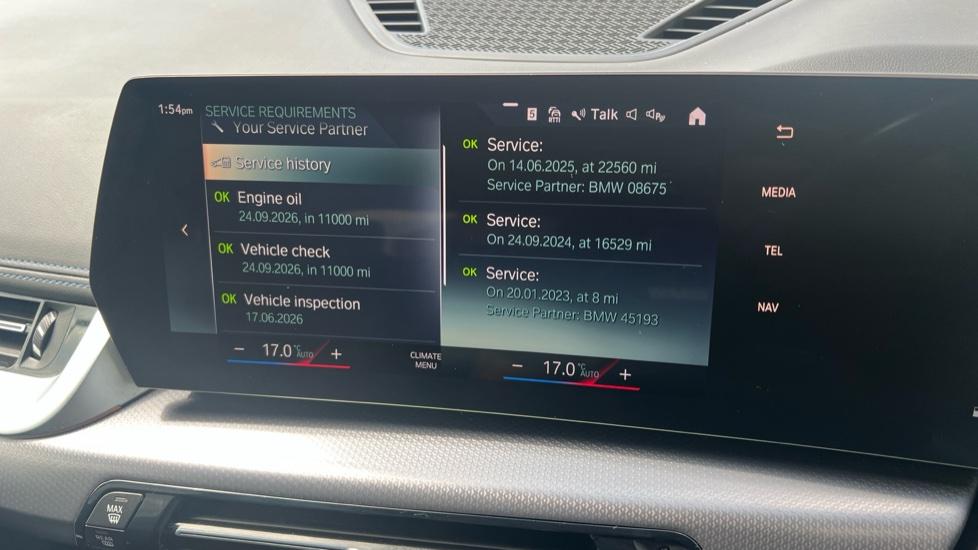 1:54pm
SERVICE REQUIREMENTS
Your Service Partner
Service history
OK Engine oil
24.09.2026, in 11000 mi
OK Vehicle check
24.09.2026, in 11000 mi
OK Vehicle inspection
17.06.2026
5 Talk
OK Service:
On 14.06.2025, at 22560 mi
Service Partner: BMW 08675
OK Service:
On 24.09.2024, at 16529 mi
OK Service:
On 20.01.2023, at 8 mi
Service Partner: BMW 45193
MEDIA
TEL
NAV
− 17.0 °C AUTO +
CLIMATE
MENU
− 17.0 °C AUTO +
MAX
REAR